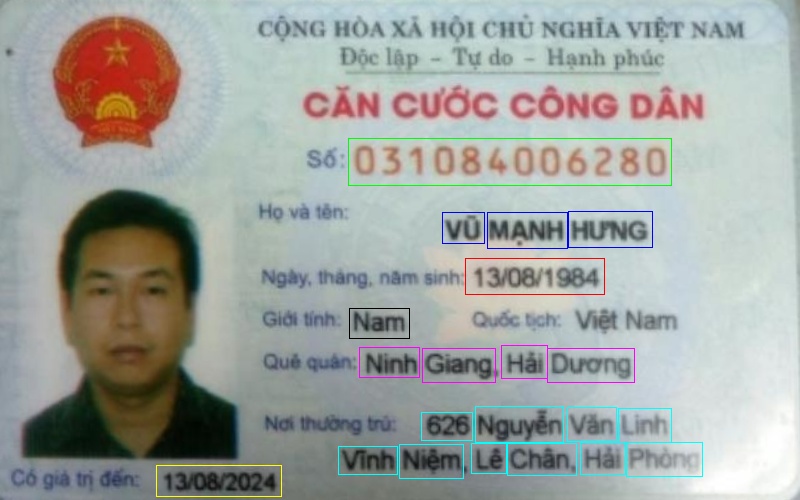 CỘNG HÒA XÃ HỘI CHỦ NGHĨA VIỆT NAM
Độc lập - Tự do - Hạnh phúc
CĂN CƯỚC CÔNG DÂN
Số: 031084006280
Họ và tên: VŨ MẠNH HƯNG
Ngày, tháng, năm sinh: 13/08/1984
Giới tính: Nam Quốc tịch: Việt Nam
Quê quán: Ninh Giang, Hải Dương
Nơi thường trú: 626 Nguyễn Văn Linh
Vĩnh Niệm, Lê Chân, Hải Phòng
Có giá trị đến: 13/08/2024